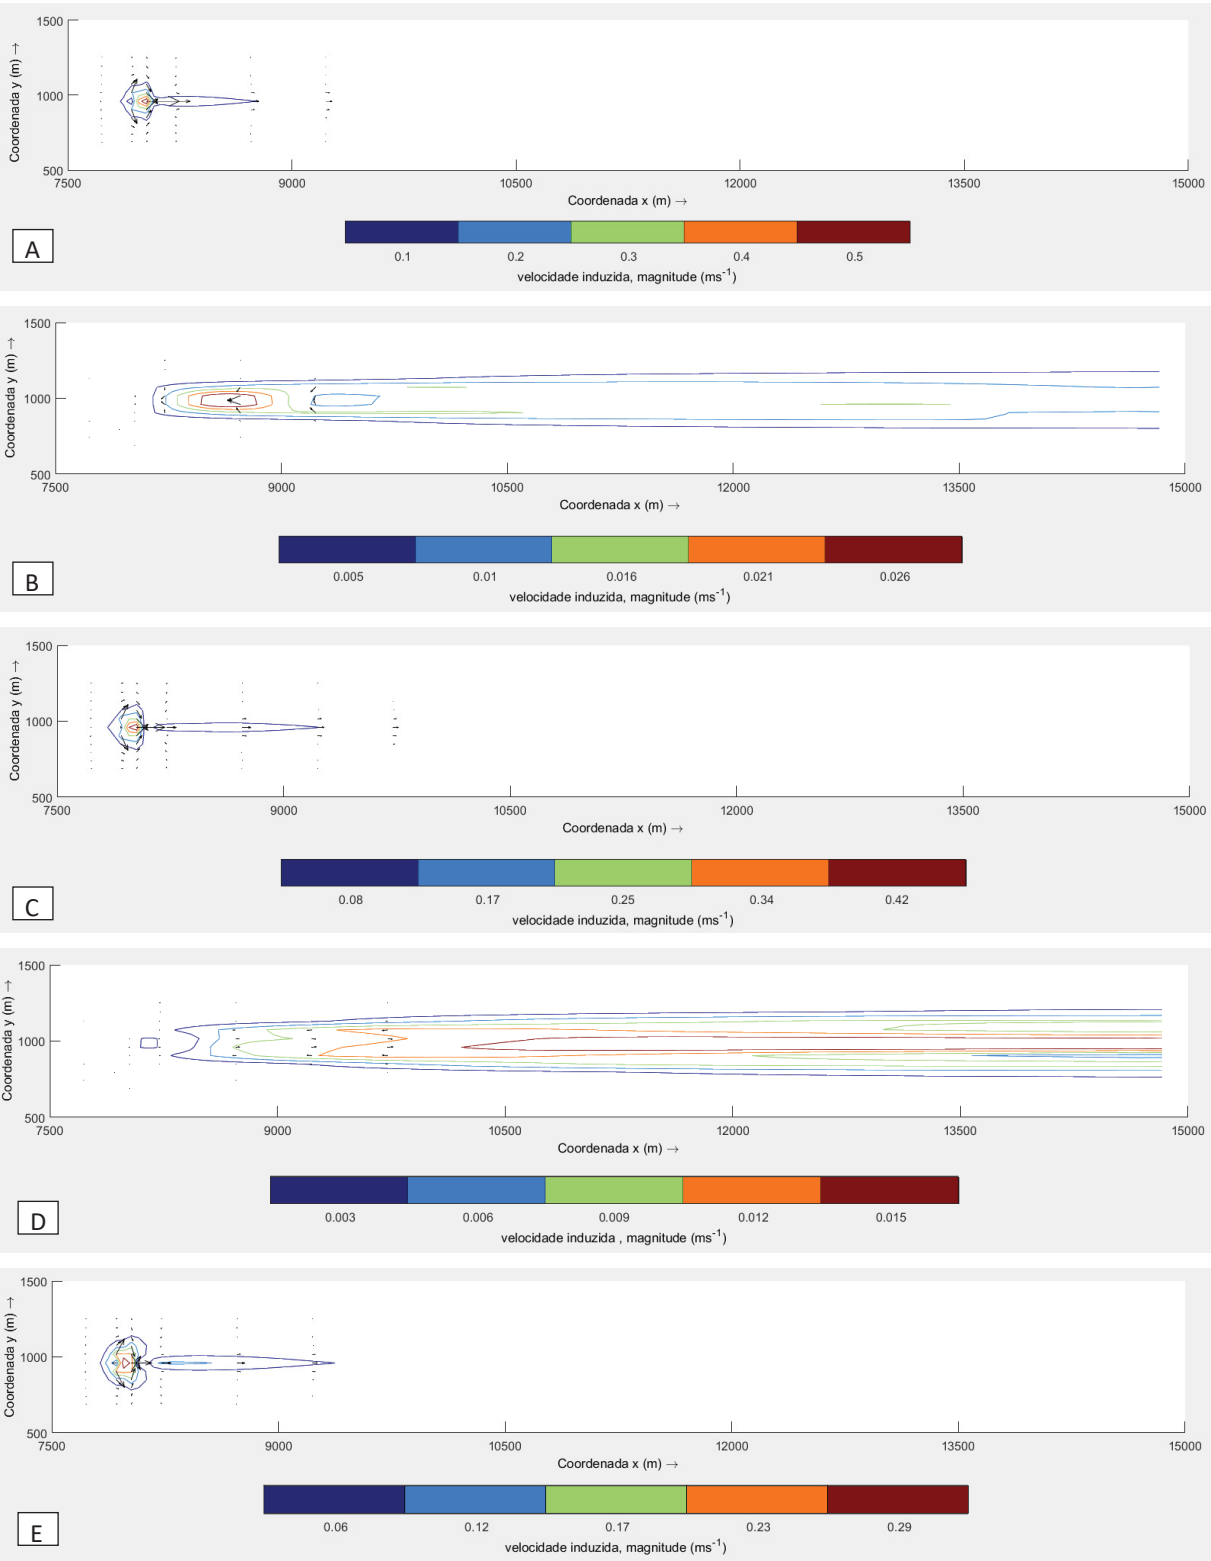 1500
1000
500
Coordenada y (m) →
7500 9000 10500 12000 13500 15000
Coordenada x (m) →
0.1 0.2 0.3 0.4 0.5
velocidade induzida, magnitude (ms-1)
A
1500
1000
500
Coordenada y (m) →
7500 9000 10500 12000 13500 15000
Coordenada x (m) →
0.005 0.01 0.016 0.021 0.026
velocidade induzida, magnitude (ms-1)
B
1500
1000
500
Coordenada y (m) →
7500 9000 10500 12000 13500 15000
Coordenada x (m) →
0.08 0.17 0.25 0.34 0.42
velocidade induzida, magnitude (ms-1)
C
1500
1000
500
Coordenada y (m) →
7500 9000 10500 12000 13500 15000
Coordenada x (m) →
0.003 0.006 0.009 0.012 0.015
velocidade induzida , magnitude (ms-1)
D
1500
1000
500
Coordenada y (m) →
7500 9000 10500 12000 13500 15000
Coordenada x (m) →
0.06 0.12 0.17 0.23 0.29
velocidade induzida, magnitude (ms-1)
E